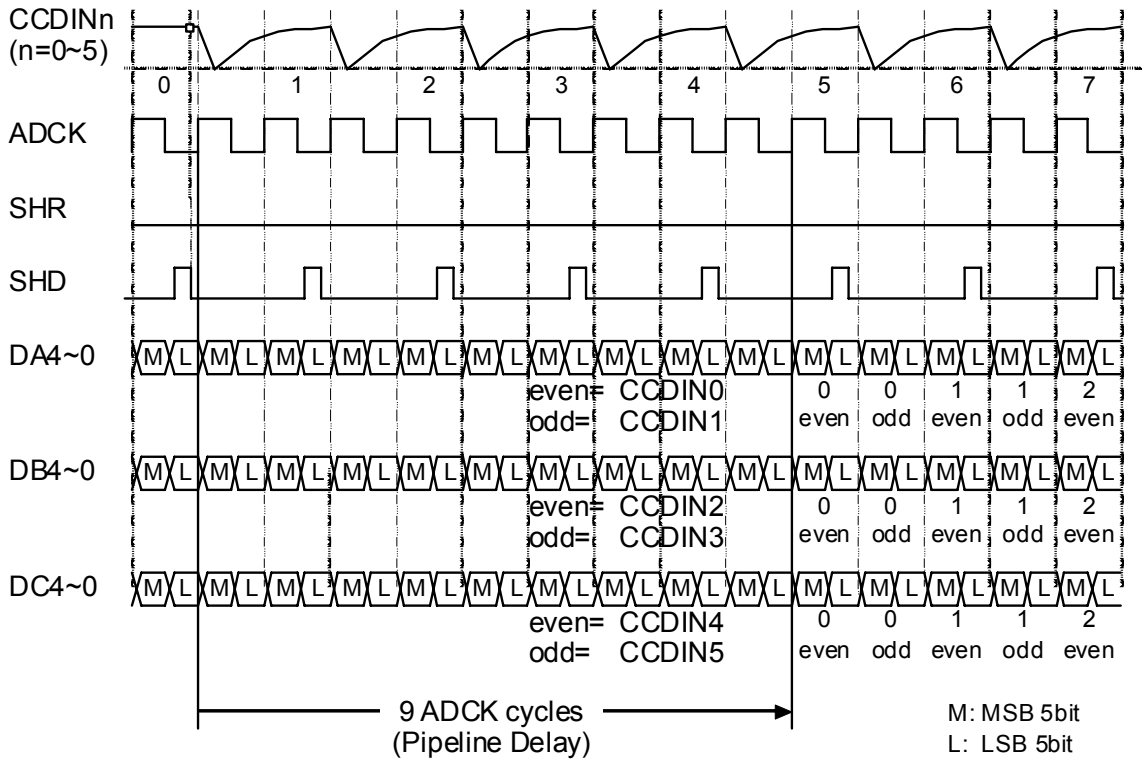 CCDINn
(n=0~5)
0 1 2 3 4 5 6 7
ADCK
SHR
SHD
DA4~0 M L M L M L M L M L M L M L M L M L M L M L M L M L M L M L
even= CCDIN0 0 0 1 1 2
odd= CCDIN1 even odd even odd even
DB4~0 M L M L M L M L M L M L M L M L M L M L M L M L M L M L M L
even= CCDIN2 0 0 1 1 2
odd= CCDIN3 even odd even odd even
DC4~0 M L M L M L M L M L M L M L M L M L M L M L M L M L M L M L
even= CCDIN4 0 0 1 1 2
odd= CCDIN5 even odd even odd even
9 ADCK cycles
(Pipeline Delay)
M: MSB 5bit
L: LSB 5bit